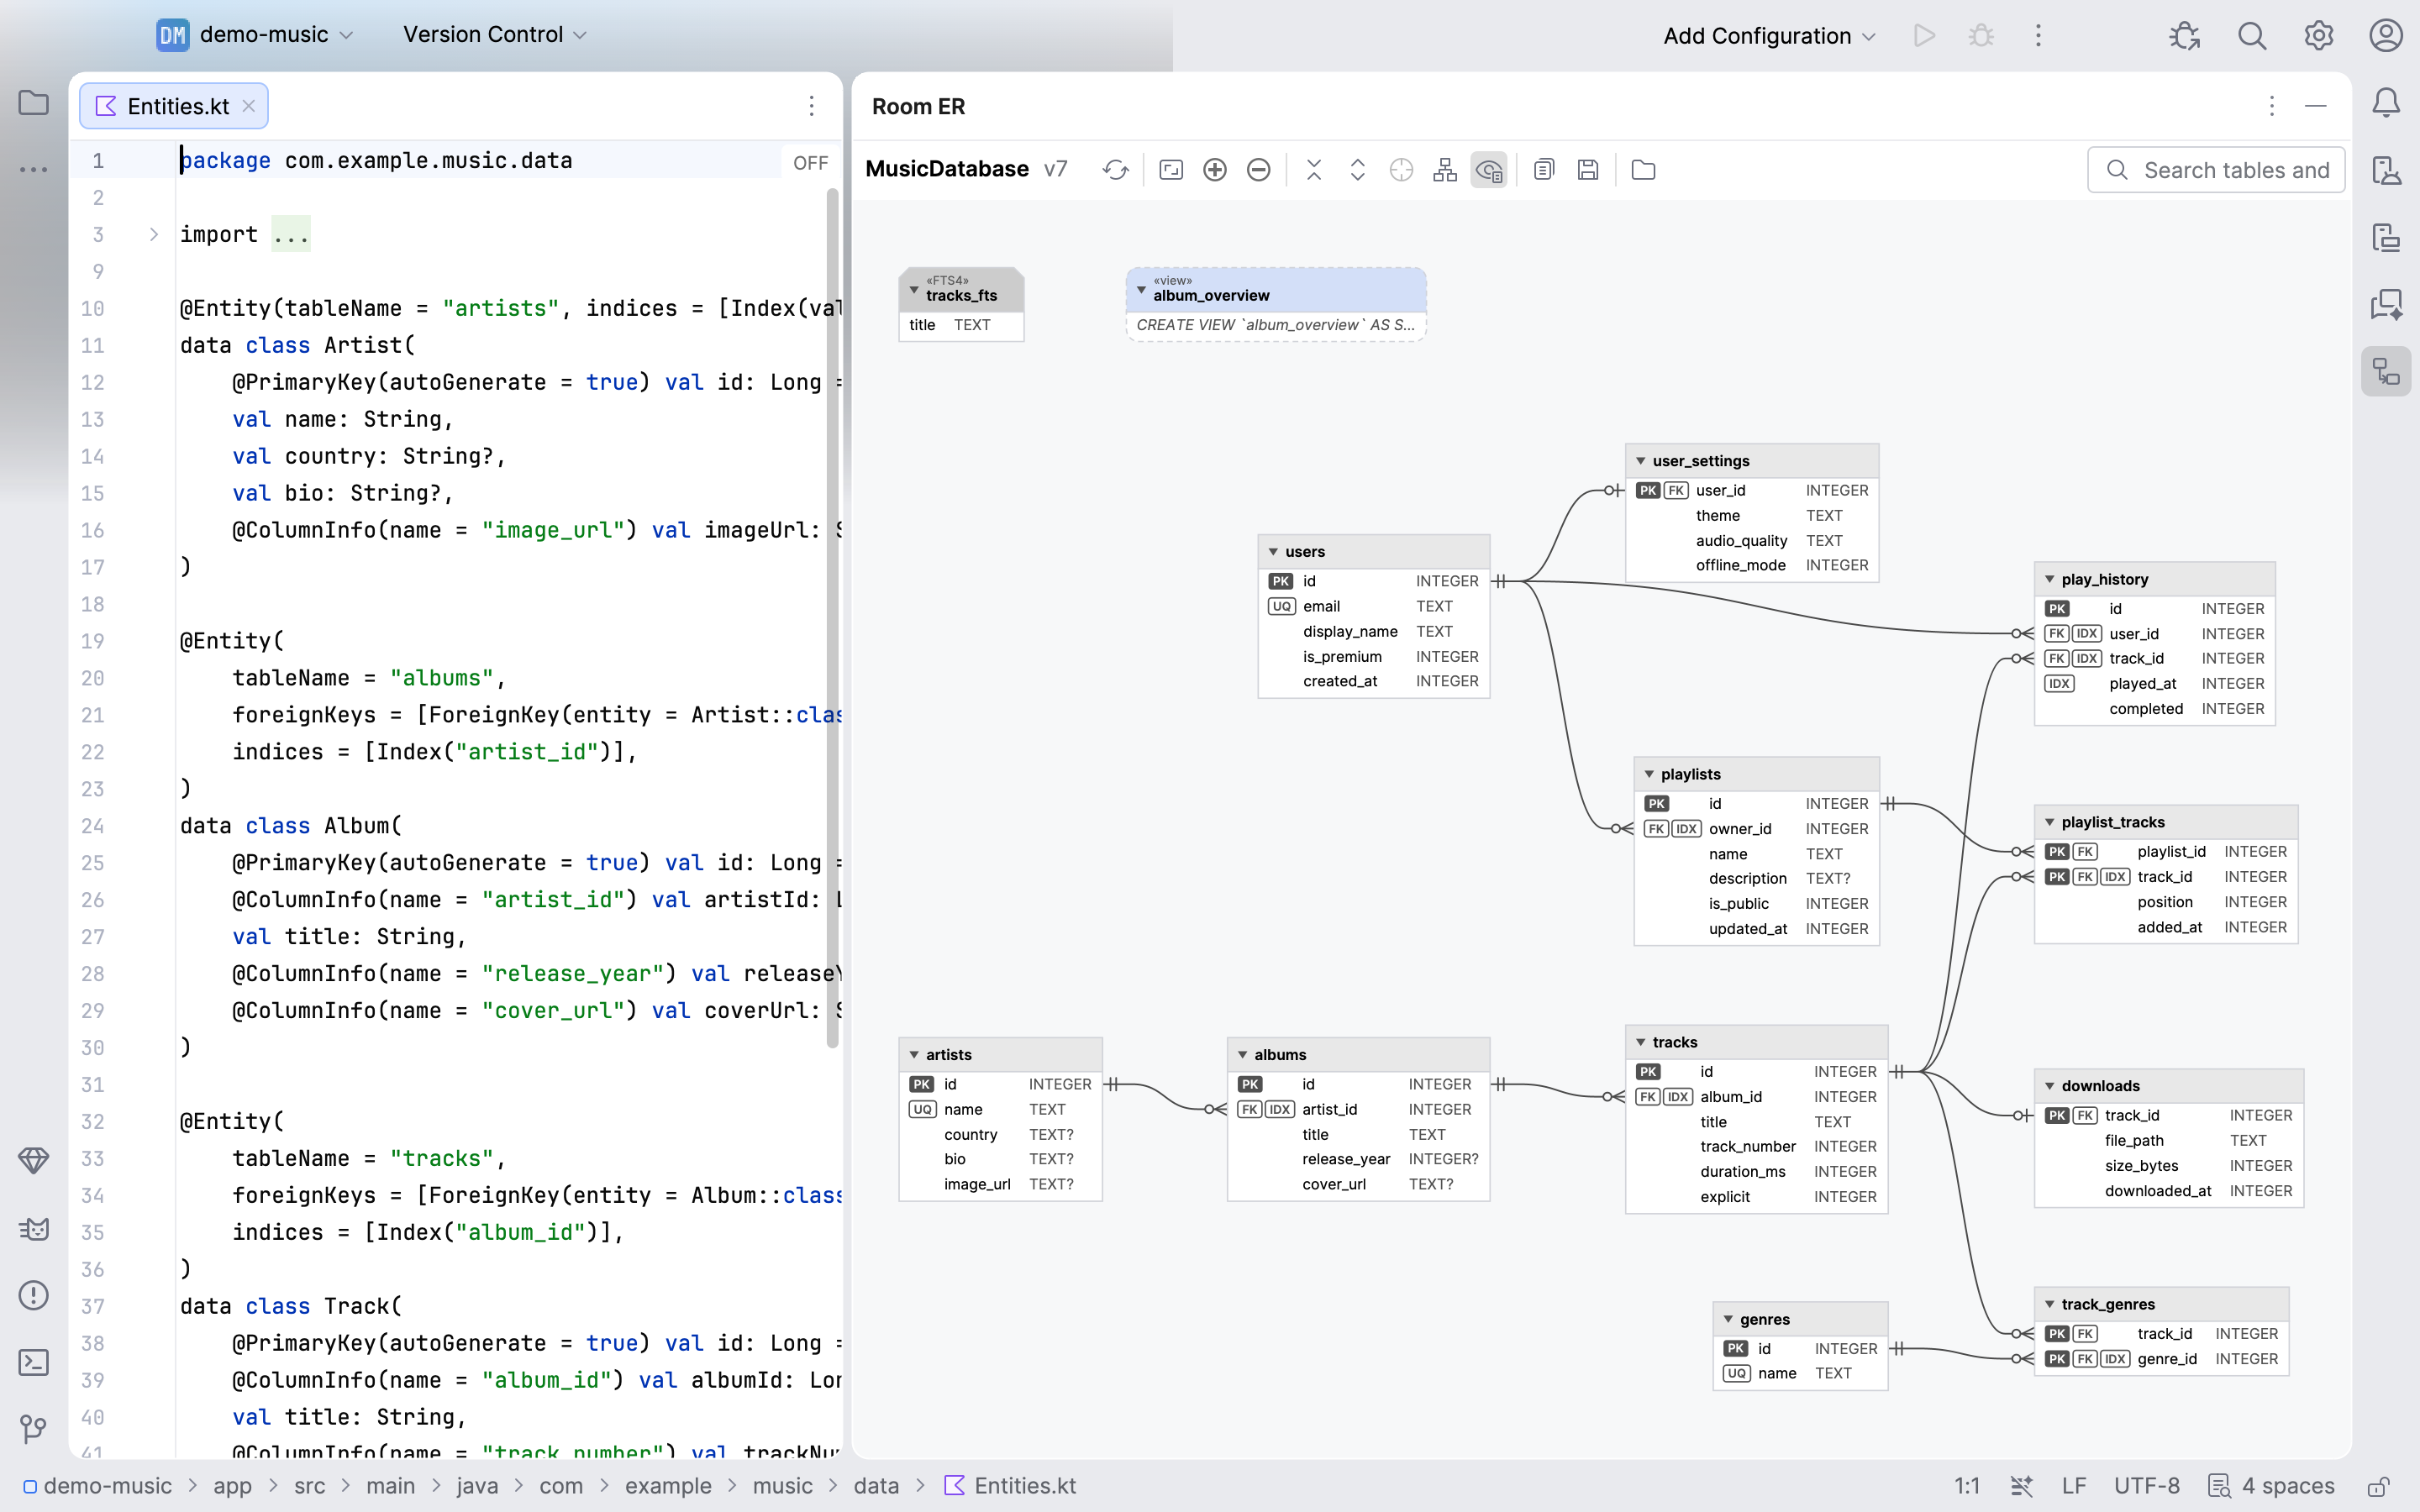 DM demo-music Version Control Add Configuration
Entities.kt
1 package com.example.music.data OFF
2
3 import ...
9
10 @Entity(tableName = "artists", indices = [Index(val
11 data class Artist(
12 @PrimaryKey(autoGenerate = true) val id: Long =
13 val name: String,
14 val country: String?,
15 val bio: String?,
16 @ColumnInfo(name = "image_url") val imageUrl: S
17 )
18
19 @Entity(
20 tableName = "albums",
21 foreignKeys = [ForeignKey(entity = Artist::clas
22 indices = [Index("artist_id")],
23 )
24 data class Album(
25 @PrimaryKey(autoGenerate = true) val id: Long =
26 @ColumnInfo(name = "artist_id") val artistId: L
27 val title: String,
28 @ColumnInfo(name = "release_year") val releaseY
29 @ColumnInfo(name = "cover_url") val coverUrl: S
30 )
31
32 @Entity(
33 tableName = "tracks",
34 foreignKeys = [ForeignKey(entity = Album::class
35 indices = [Index("album_id")],
36 )
37 data class Track(
38 @PrimaryKey(autoGenerate = true) val id: Long =
39 @ColumnInfo(name = "album_id") val albumId: Lon
40 val title: String,
41 @ColumnInfo(name = "track_number") val trackNu
Room ER
MusicDatabase v7 Search tables and
«FTS4»
tracks_fts
title TEXT
«view»
album_overview
CREATE VIEW `album_overview` AS S...
user_settings
PK FK user_id INTEGER
theme TEXT
audio_quality TEXT
offline_mode INTEGER
users
PK id INTEGER
UQ email TEXT
display_name TEXT
is_premium INTEGER
created_at INTEGER
play_history
PK id INTEGER
FK IDX user_id INTEGER
FK IDX track_id INTEGER
IDX played_at INTEGER
completed INTEGER
playlists
PK id INTEGER
FK IDX owner_id INTEGER
name TEXT
description TEXT?
is_public INTEGER
updated_at INTEGER
playlist_tracks
PK FK playlist_id INTEGER
PK FK IDX track_id INTEGER
position INTEGER
added_at INTEGER
artists
PK id INTEGER
UQ name TEXT
country TEXT?
bio TEXT?
image_url TEXT?
albums
PK id INTEGER
FK IDX artist_id INTEGER
title TEXT
release_year INTEGER?
cover_url TEXT?
tracks
PK id INTEGER
FK IDX album_id INTEGER
title TEXT
track_number INTEGER
duration_ms INTEGER
explicit INTEGER
downloads
PK FK track_id INTEGER
file_path TEXT
size_bytes INTEGER
downloaded_at INTEGER
genres
PK id INTEGER
UQ name TEXT
track_genres
PK FK track_id INTEGER
PK FK IDX genre_id INTEGER
demo-music > app > src > main > java > com > example > music > data > Entities.kt 1:1 LF UTF-8 4 spaces